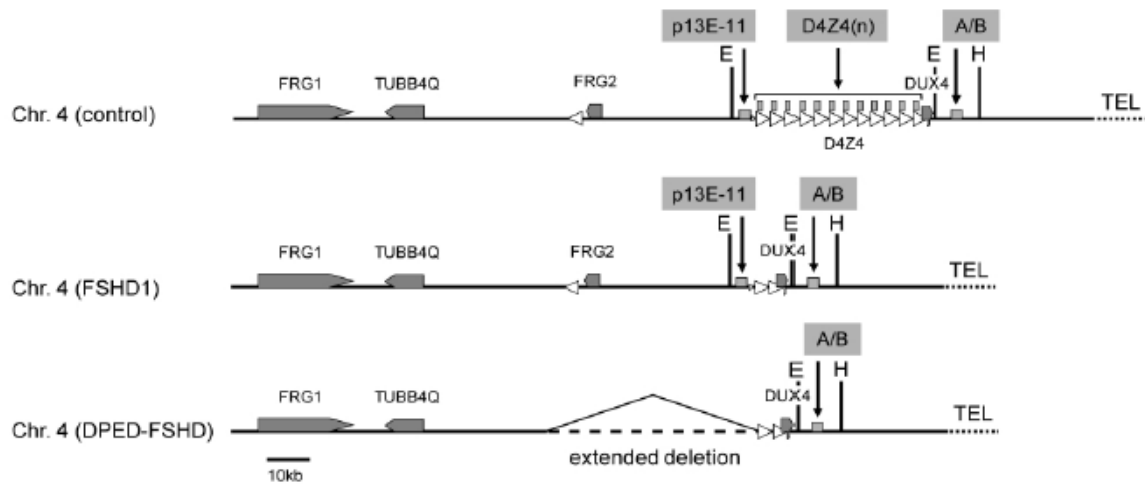 p13E-11 D4Z4(n) A/B
E E H
FRG1 TUBB4Q FRG2 DUX4
Chr. 4 (control) TEL
D4Z4
p13E-11 A/B
E E H
FRG1 TUBB4Q FRG2 DUX4
Chr. 4 (FSHD1) TEL
A/B
E H
FRG1 TUBB4Q DUX4
Chr. 4 (DPED-FSHD) TEL
extended deletion
10kb